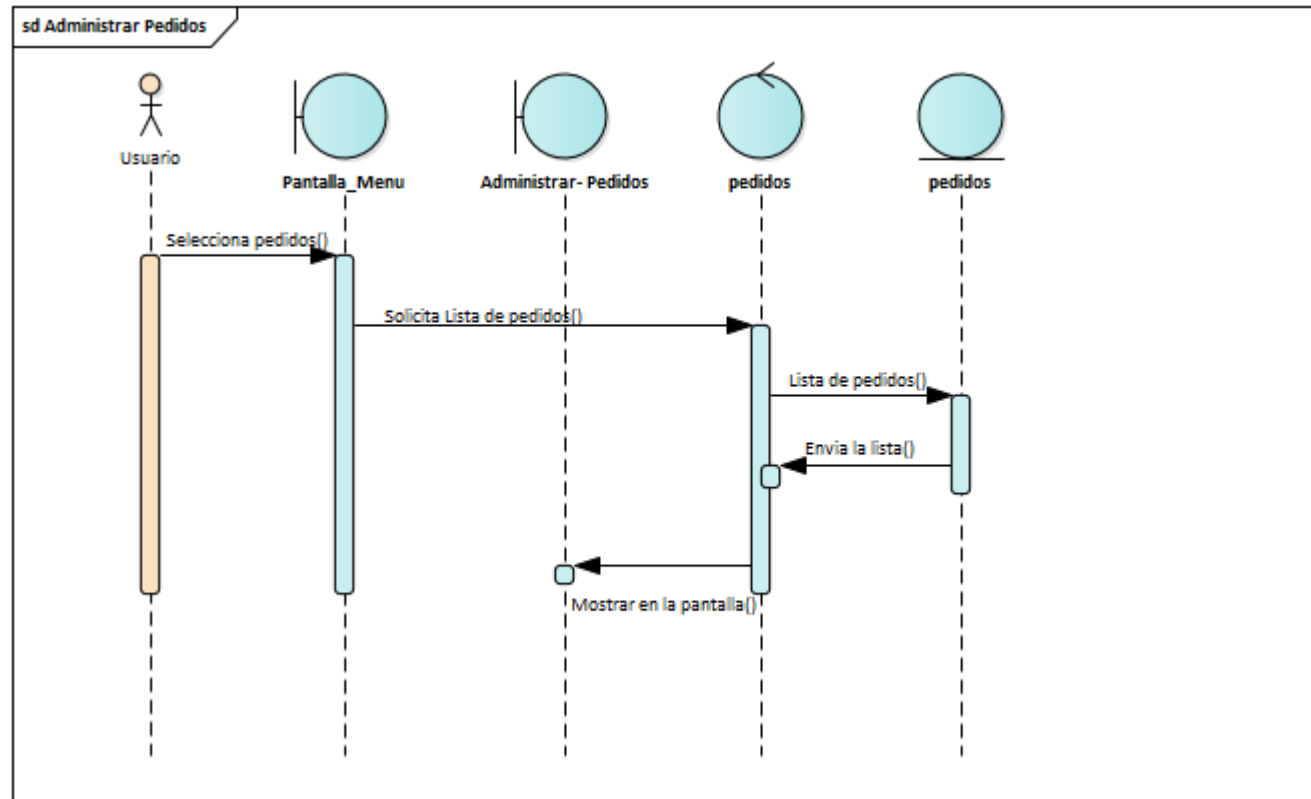 sd Administrar Pedidos
Usuario
Pantalla_Menu
Administrar- Pedidos
pedidos
pedidos
Selecciona pedidos()
Solicita Lista de pedidos()
Lista de pedidos()
Envia la lista()
Mostrar en la pantalla()